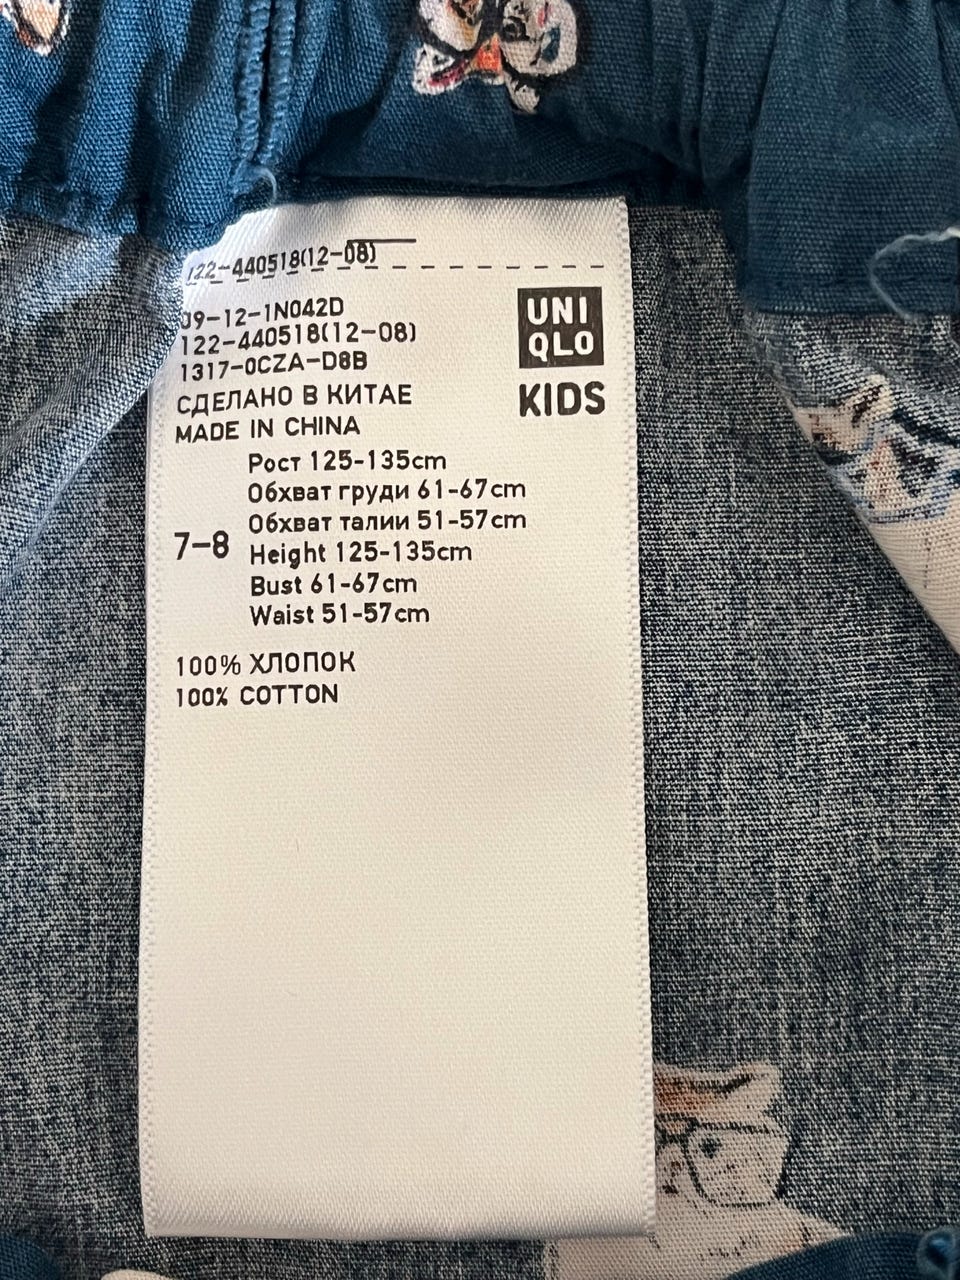 122-440518(12-08)
09-12-1N042D
122-440518(12-08)
1317-0CZA-D8B
СДЕЛАНО В КИТАЕ
MADE IN CHINA
UNI
QLO
KIDS
7-8
Рост 125-135cm
Обхват груди 61-67cm
Обхват талии 51-57cm
Height 125-135cm
Bust 61-67cm
Waist 51-57cm
100% ХЛОПОК
100% COTTON